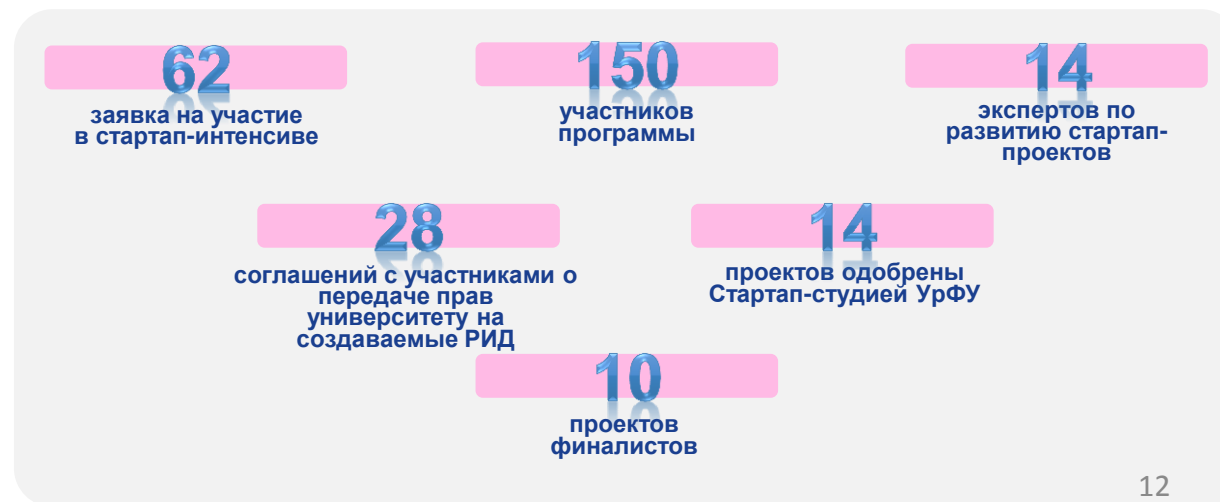 62
заявка на участие
в стартап-интенсиве
150
участников
программы
14
экспертов по
развитию стартап-
проектов
28
соглашений с участниками о
передаче прав
университету на
создаваемые РИД
14
проектов одобрены
Стартап-студией УрФУ
10
проектов
финалистов
12